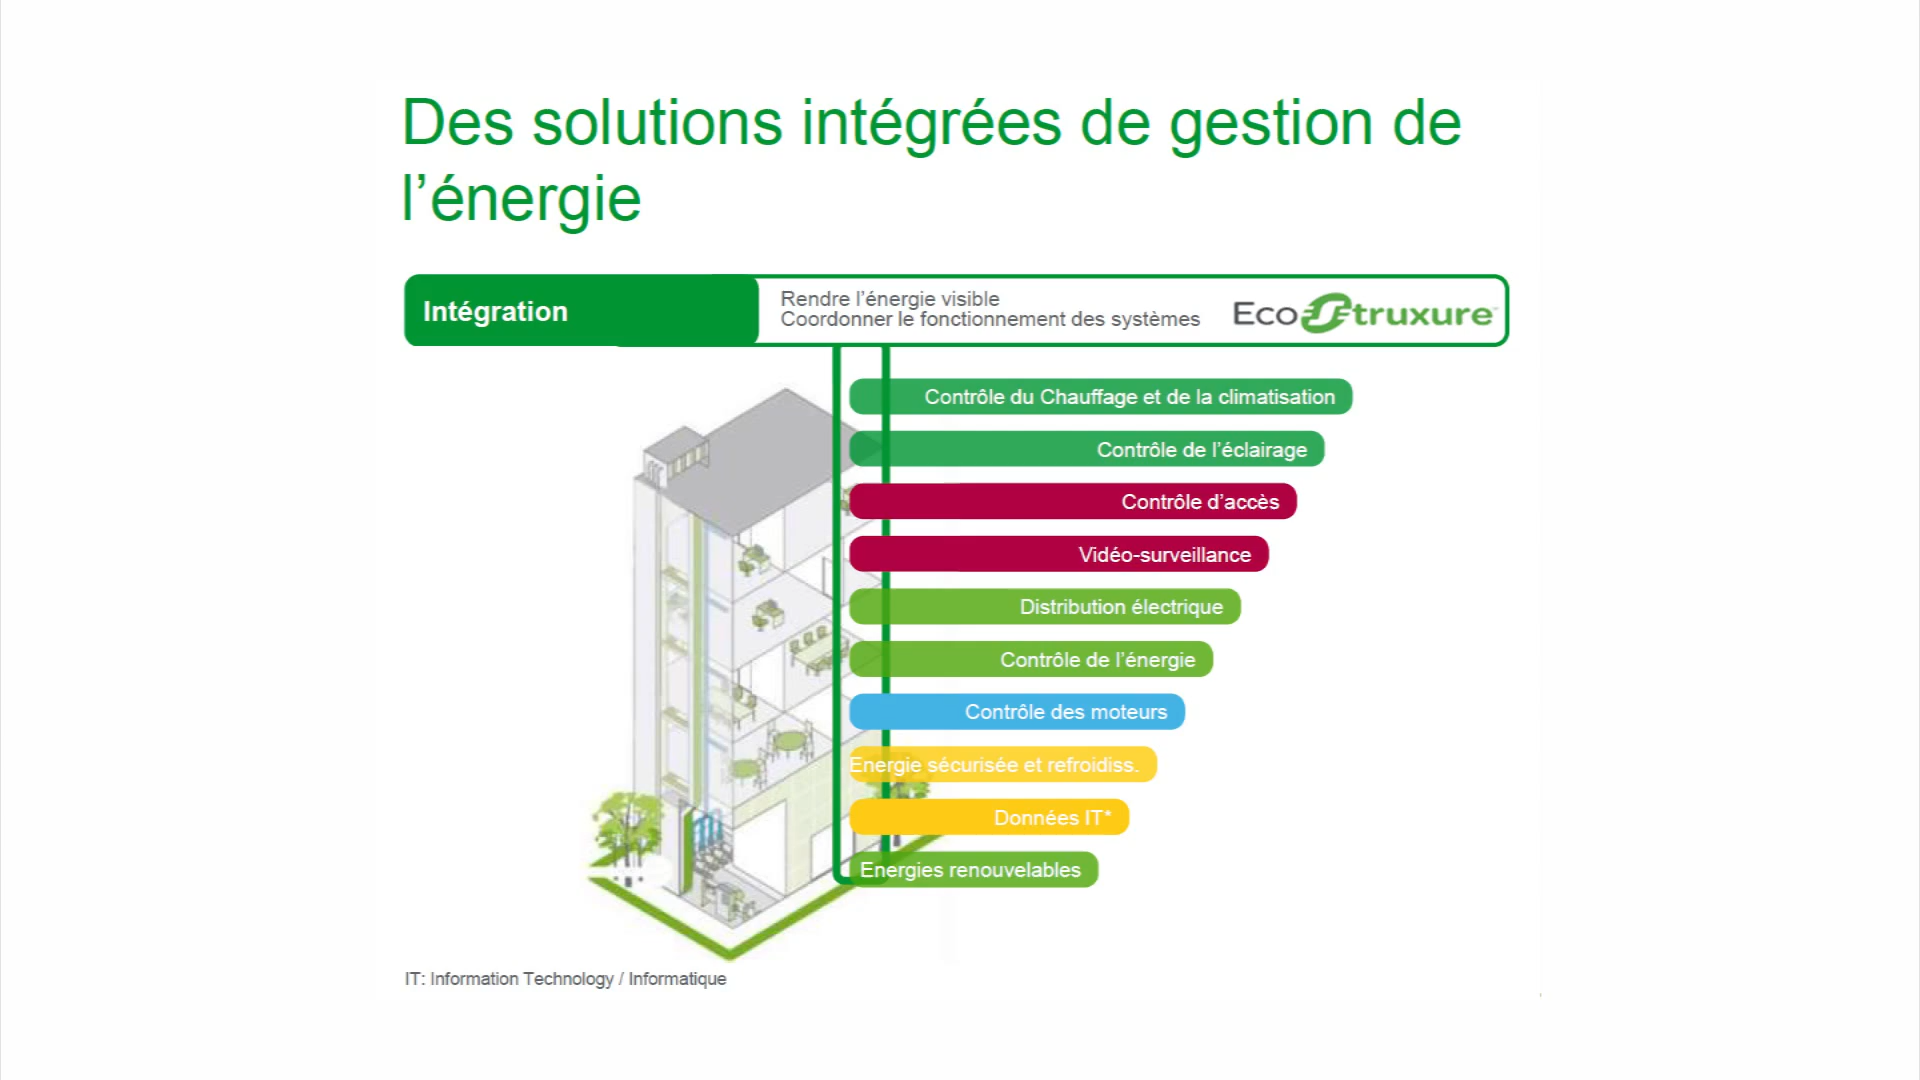 Des solutions intégrées de gestion de
l’énergie
Intégration
Rendre l’énergie visible
Coordonner le fonctionnement des systèmes
EcoStruxure™
Contrôle du Chauffage et de la climatisation
Contrôle de l’éclairage
Contrôle d’accès
Vidéo-surveillance
Distribution électrique
Contrôle de l’énergie
Contrôle des moteurs
Energie sécurisée et refroidiss.
Données IT*
Energies renouvelables
IT: Information Technology / Informatique